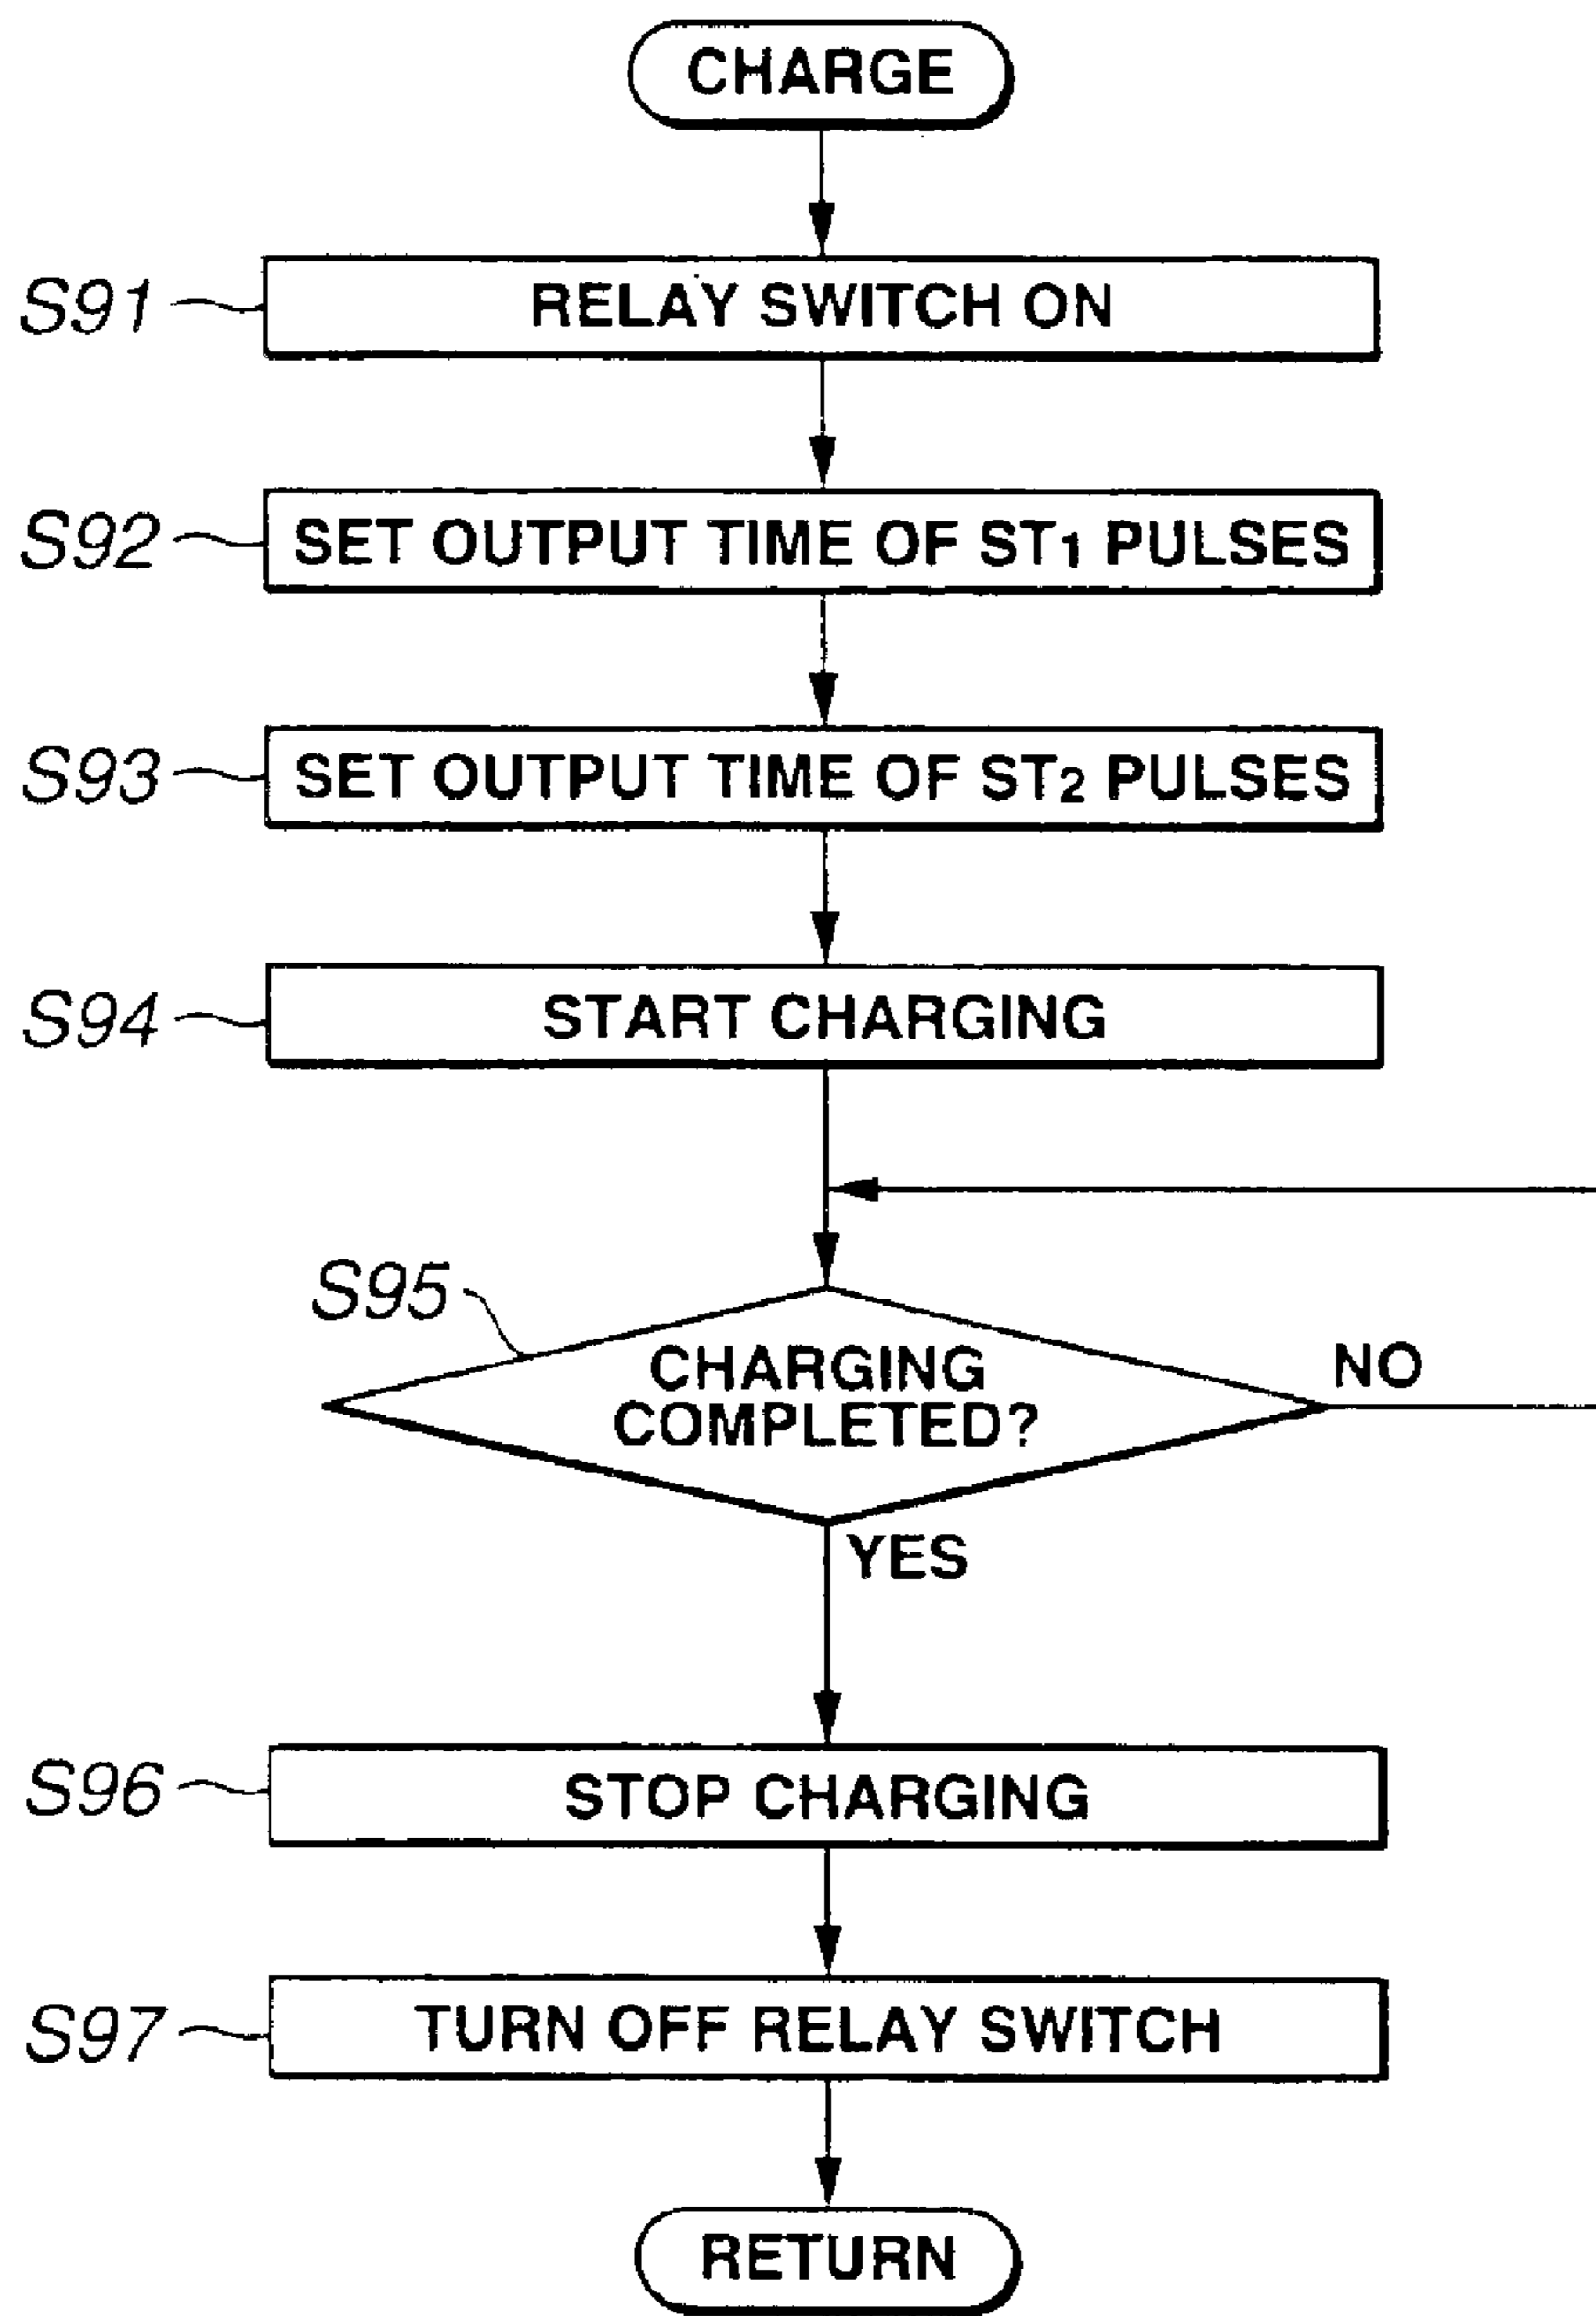 CHARGE
S91
RELAY SWITCH ON
S92
SET OUTPUT TIME OF ST1 PULSES
S93
SET OUTPUT TIME OF ST2 PULSES
S94
START CHARGING
S95
CHARGING
COMPLETED?
NO
YES
S96
STOP CHARGING
S97
TURN OFF RELAY SWITCH
RETURN